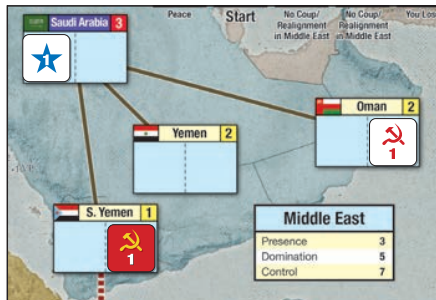 Peace
Start
No Coup/
Realignment
in Middle East
No Coup/
Realignment
in Middle East
You Los
Saudi Arabia 3
1
Yemen 2
Oman 2
1
S. Yemen 1
1
Middle East
Presence 3
Domination 5
Control 7